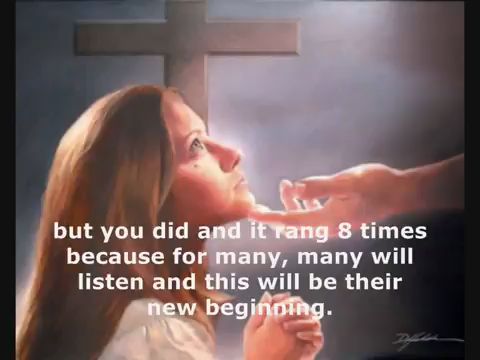 but you did and it rang 8 times
because for many, many will
listen and this will be their
new beginning.